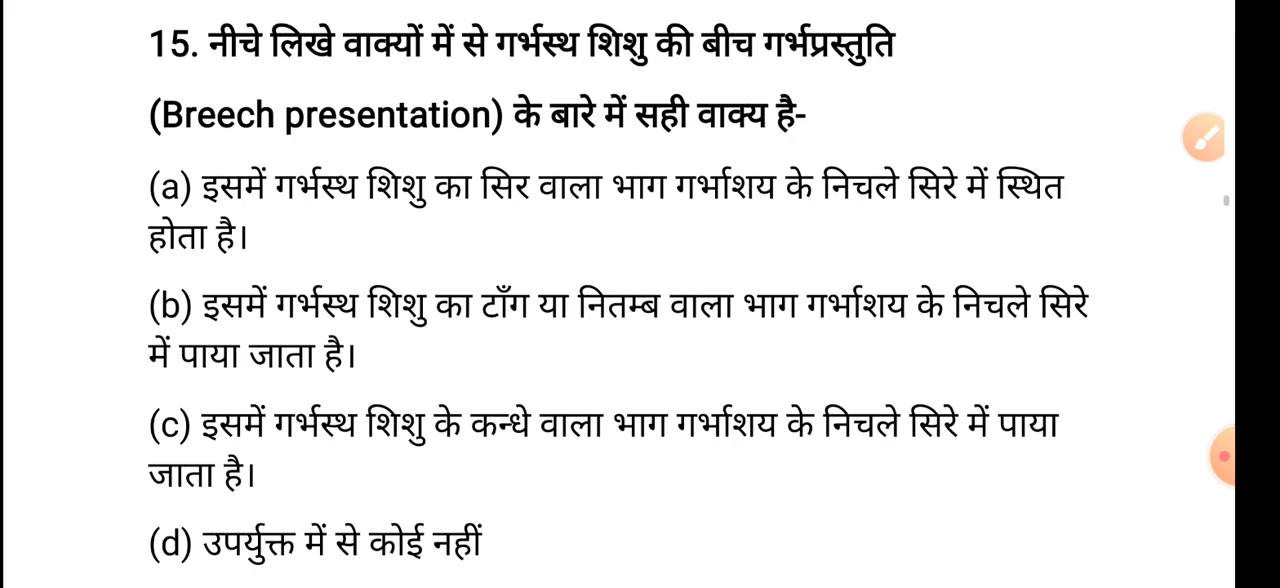 15. नीचे लिखे वाक्यों में से गर्भस्थ शिशु की बीच गर्भप्रस्तुति
(Breech presentation) के बारे में सही वाक्य है-
(a) इसमें गर्भस्थ शिशु का सिर वाला भाग गर्भाशय के निचले सिरे में स्थित
होता है।
(b) इसमें गर्भस्थ शिशु का टाँग या नितम्ब वाला भाग गर्भाशय के निचले सिरे
में पाया जाता है।
(c) इसमें गर्भस्थ शिशु के कन्धे वाला भाग गर्भाशय के निचले सिरे में पाया
जाता है।
(d) उपर्युक्त में से कोई नहीं